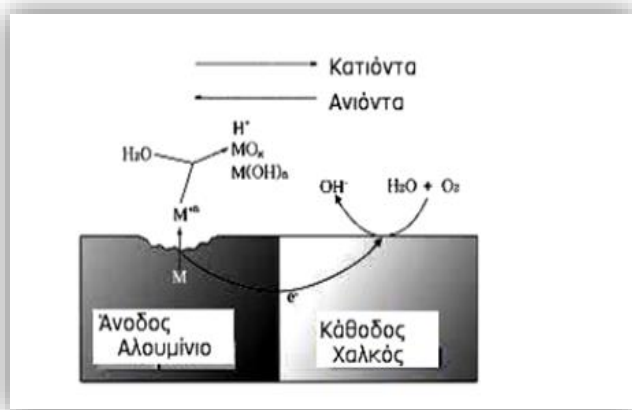 Κατιόντα
Ανιόντα
H⁺
H₂O MOₓ
M(OH)ₙ
OH⁻ H₂O + O₂
M⁺ⁿ
M
e⁻
Άνοδος
Αλουμίνιο
Κάθοδος
Χαλκός